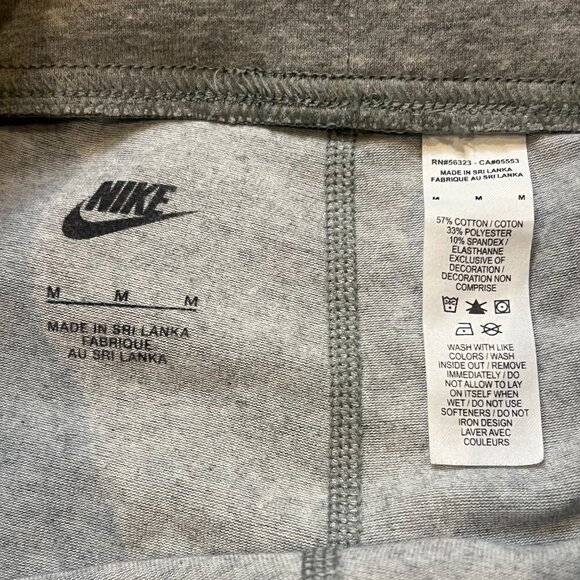 NIKE
M M M
MADE IN SRI LANKA
FABRIQUE
AU SRI LANKA
RN#56323 - CA#05553
MADE IN SRI LANKA
FABRIQUE AU SRI LANKA
M M M
57% COTTON / COTON
33% POLYESTER
10% SPANDEX /
ELASTHANNE
EXCLUSIVE OF
DECORATION /
DECORATION NON
COMPRISE
WASH WITH LIKE
COLORS / WASH
INSIDE OUT / REMOVE
IMMEDIATELY / DO
NOT ALLOW TO LAY
ON ITSELF WHEN
WET / DO NOT USE
SOFTENERS / DO NOT
IRON DESIGN
LAVER AVEC
COULEURS